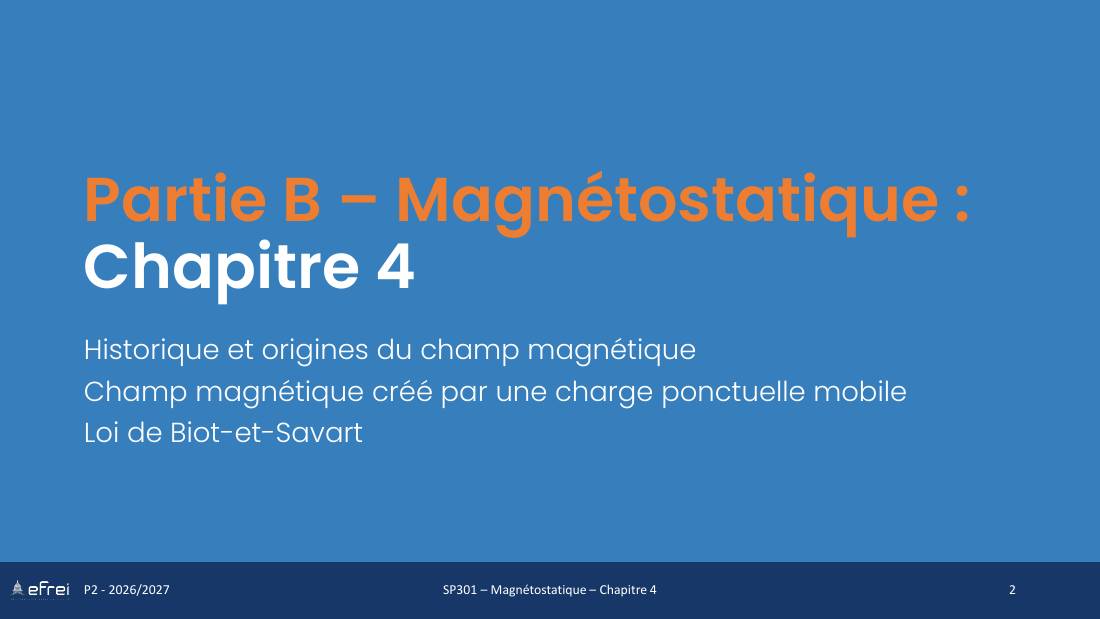 Partie B – Magnétostatique :
Chapitre 4
Historique et origines du champ magnétique
Champ magnétique créé par une charge ponctuelle mobile
Loi de Biot-et-Savart
efrei
P2 - 2026/2027
SP301 – Magnétostatique – Chapitre 4
2